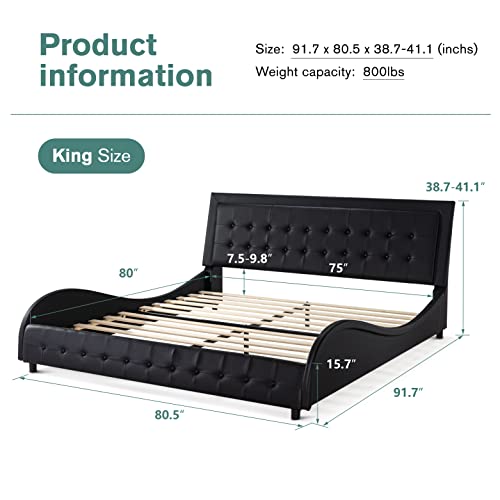 Product
information
Size: 91.7 x 80.5 x 38.7-41.1 (inchs)
Weight capacity: 800lbs
King Size
38.7-41.1″
7.5-9.8″
80″
75″
15.7″
91.7″
80.5″